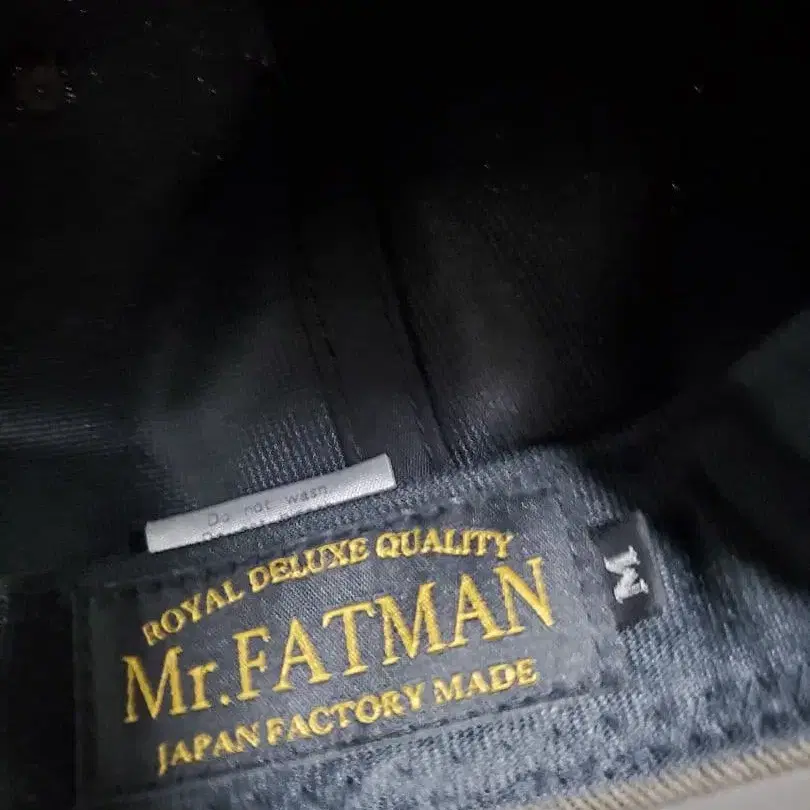 Do not wash
ROYAL DELUXE QUALITY
Mr.FATMAN
JAPAN FACTORY MADE
M